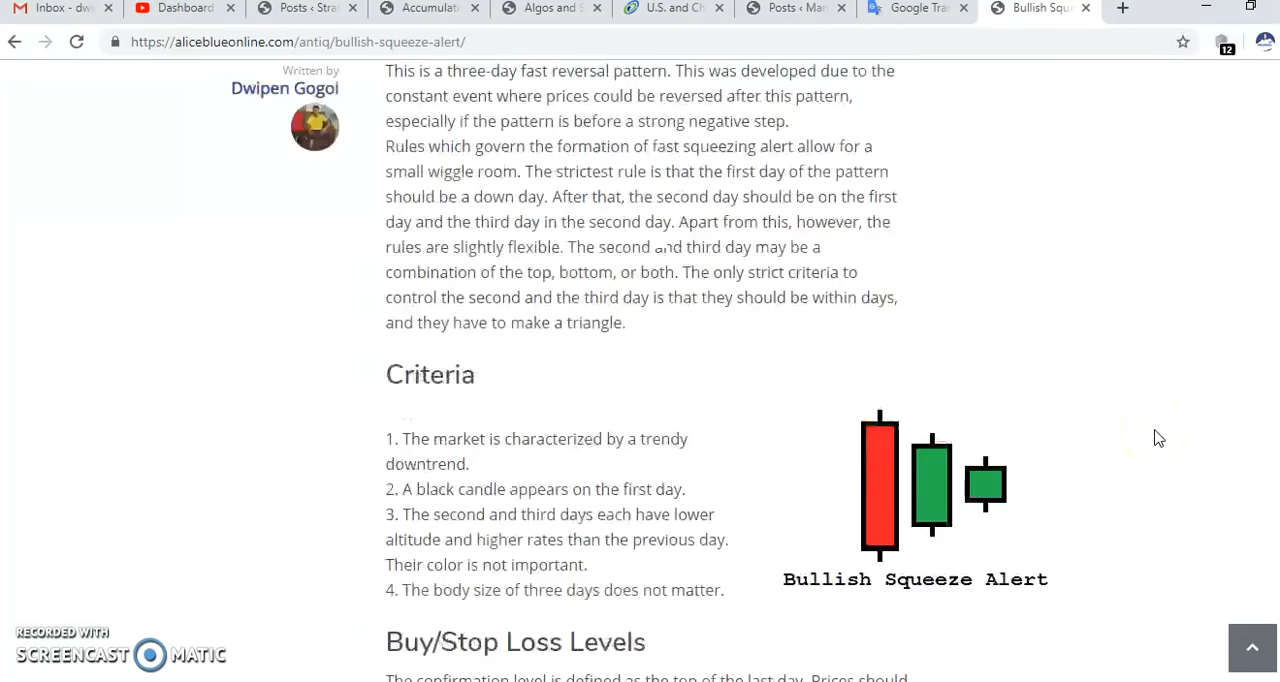 Inbox - dw
Dashboard
Posts ‹ Stra
Accumulati
Algos and S
U.S. and Ch
Posts ‹ Mar
Google Tra
Bullish Sque
https://aliceblueonline.com/antiq/bullish-squeeze-alert/
12
Written by
Dwipen Gogoi
This is a three-day fast reversal pattern. This was developed due to the
constant event where prices could be reversed after this pattern,
especially if the pattern is before a strong negative step.
Rules which govern the formation of fast squeezing alert allow for a
small wiggle room. The strictest rule is that the first day of the pattern
should be a down day. After that, the second day should be on the first
day and the third day in the second day. Apart from this, however, the
rules are slightly flexible. The second and third day may be a
combination of the top, bottom, or both. The only strict criteria to
control the second and the third day is that they should be within days,
and they have to make a triangle.
Criteria
1. The market is characterized by a trendy
downtrend.
2. A black candle appears on the first day.
3. The second and third days each have lower
altitude and higher rates than the previous day.
Their color is not important.
4. The body size of three days does not matter.
Bullish Squeeze Alert
Buy/Stop Loss Levels
The confirmation level is defined as the top of the last day. Prices should
RECORDED WITH
SCREENCAST MATIC